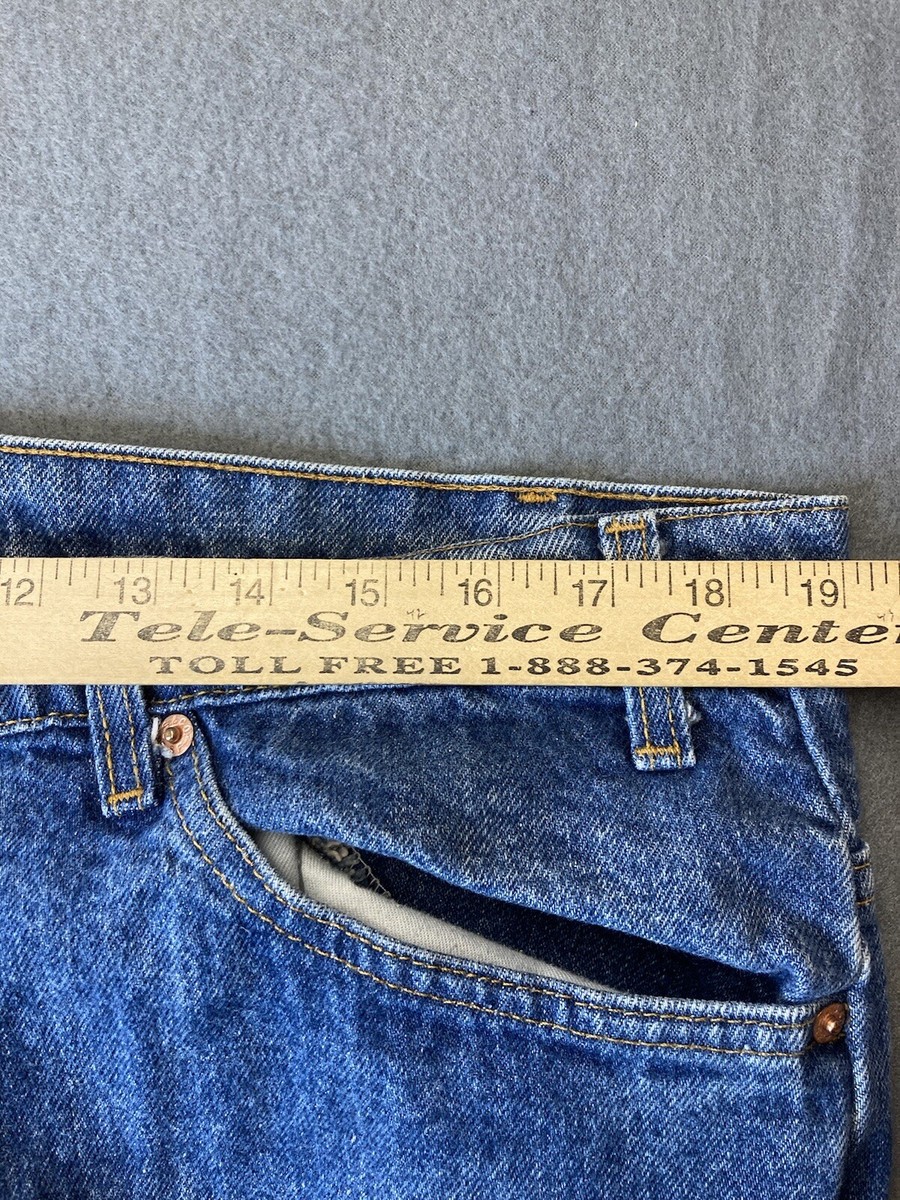 12 13 14 15 16 17 18 19
Tele-Service Cente
TOLL FREE 1-888-374-1545